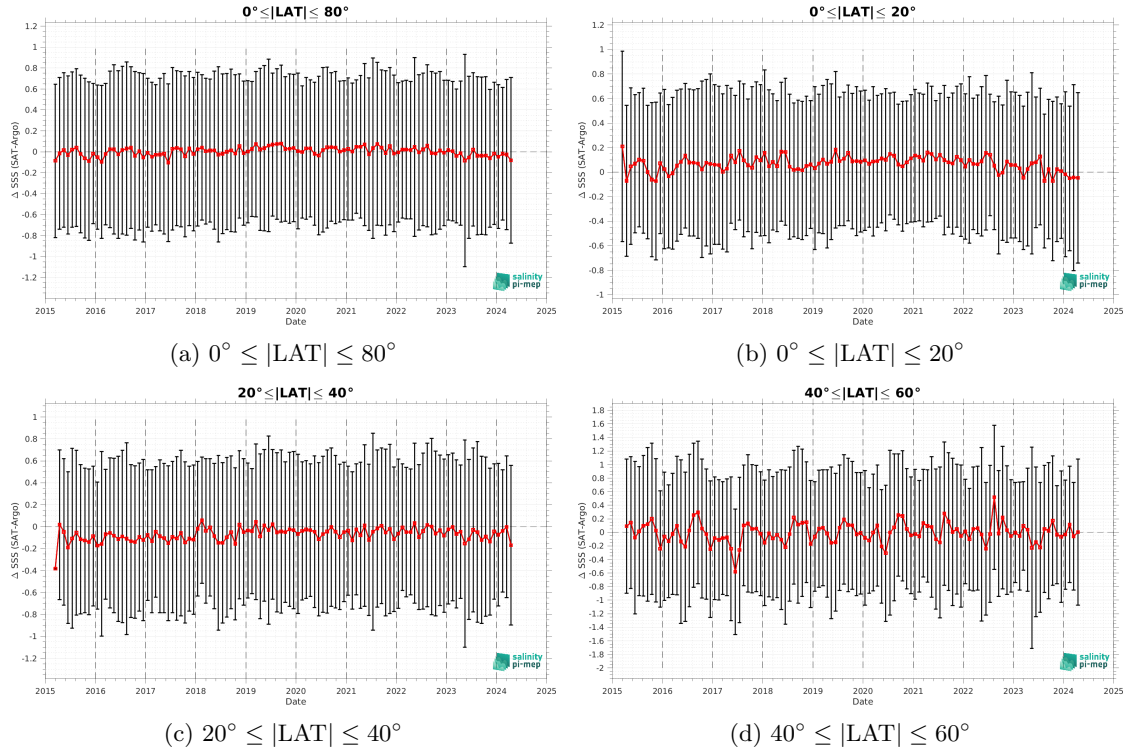 0°≤|LAT|≤ 80°
Δ SSS (SAT-Argo)
1.2
1
0.8
0.6
0.4
0.2
0
-0.2
-0.4
-0.6
-0.8
-1
-1.2
2015 2016 2017 2018 2019 2020 2021 2022 2023 2024 2025
Date
salinity
pi-mep
(a) 0° ≤ |LAT| ≤ 80°
0°≤|LAT|≤ 20°
Δ SSS (SAT-Argo)
1.2
1
0.8
0.6
0.4
0.2
0
-0.2
-0.4
-0.6
-0.8
-1
2015 2016 2017 2018 2019 2020 2021 2022 2023 2024 2025
Date
salinity
pi-mep
(b) 0° ≤ |LAT| ≤ 20°
20°≤|LAT|≤ 40°
Δ SSS (SAT-Argo)
1
0.8
0.6
0.4
0.2
0
-0.2
-0.4
-0.6
-0.8
-1
-1.2
2015 2016 2017 2018 2019 2020 2021 2022 2023 2024 2025
Date
salinity
pi-mep
(c) 20° ≤ |LAT| ≤ 40°
40°≤|LAT|≤ 60°
Δ SSS (SAT-Argo)
1.8
1.6
1.4
1.2
1
0.8
0.6
0.4
0.2
0
-0.2
-0.4
-0.6
-0.8
-1
-1.2
-1.4
-1.6
-1.8
-2
2015 2016 2017 2018 2019 2020 2021 2022 2023 2024 2025
Date
salinity
pi-mep
(d) 40° ≤ |LAT| ≤ 60°